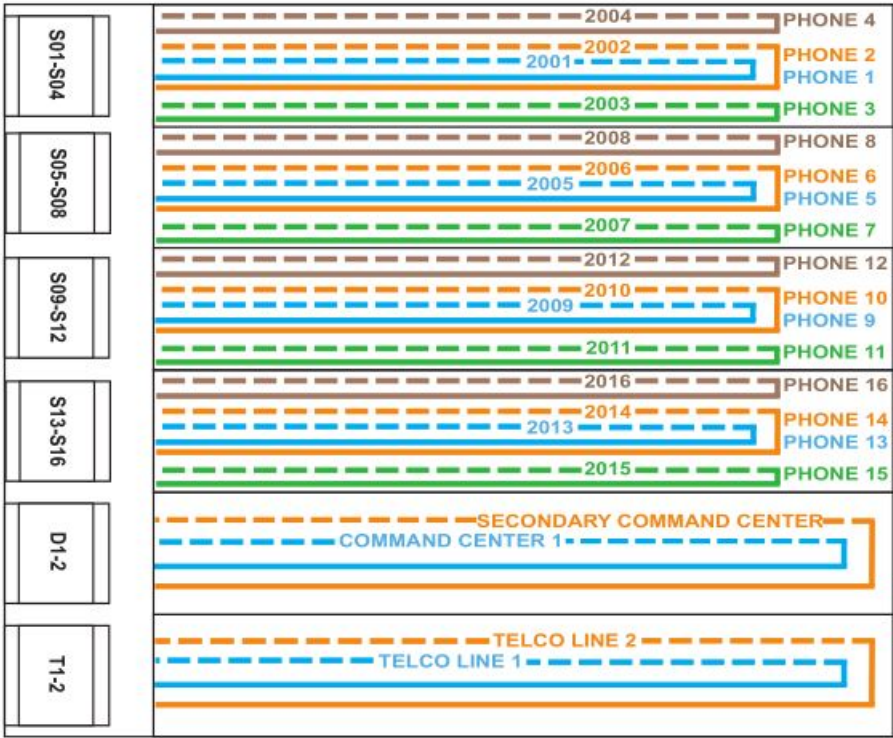 S01-S04
2004
PHONE 4
2002
PHONE 2
2001
PHONE 1
2003
PHONE 3
S05-S08
2008
PHONE 8
2006
PHONE 6
2005
PHONE 5
2007
PHONE 7
S09-S12
2012
PHONE 12
2010
PHONE 10
2009
PHONE 9
2011
PHONE 11
S13-S16
2016
PHONE 16
2014
PHONE 14
2013
PHONE 13
2015
PHONE 15
D1-2
SECONDARY COMMAND CENTER
COMMAND CENTER 1
T1-2
TELCO LINE 2
TELCO LINE 1